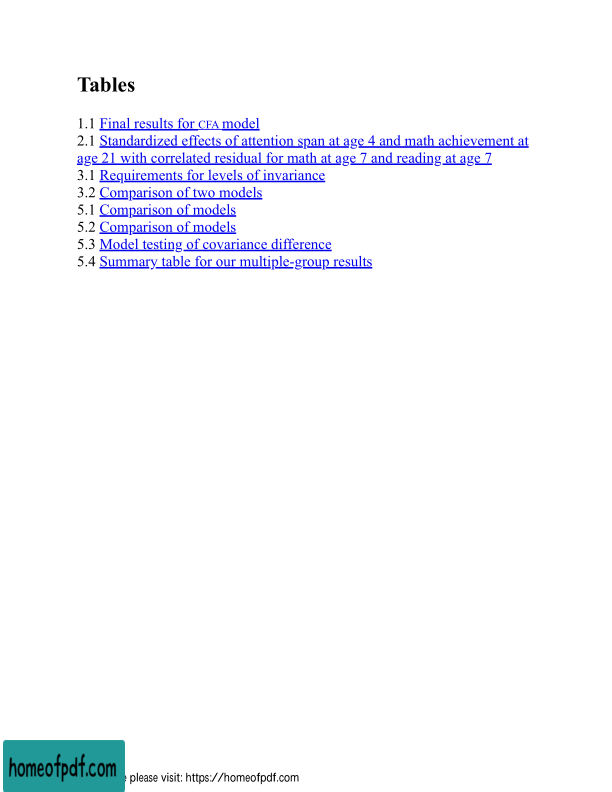 Tables
1.1 Final results for CFA model
2.1 Standardized effects of attention span at age 4 and math achievement at
age 21 with correlated residual for math at age 7 and reading at age 7
3.1 Requirements for levels of invariance
3.2 Comparison of two models
5.1 Comparison of models
5.2 Comparison of models
5.3 Model testing of covariance difference
5.4 Summary table for our multiple-group results
homeofpdf.com
please visit: https://homeofpdf.com